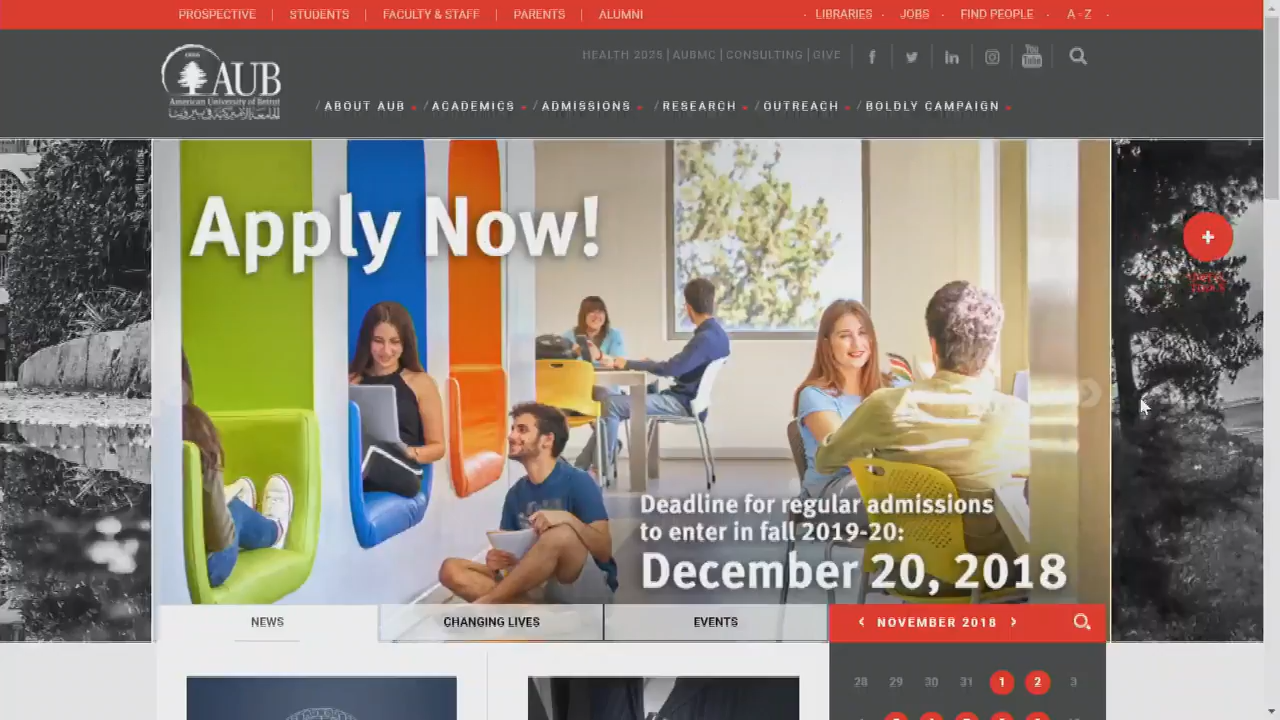 PROSPECTIVE | STUDENTS | FACULTY & STAFF | PARENTS | ALUMNI
LIBRARIES · JOBS · FIND PEOPLE · A - Z
HEALTH 2025 | AUBMC | CONSULTING | GIVE
You
Tube
AUB
American University of Beirut
/ ABOUT AUB / ACADEMICS / ADMISSIONS / RESEARCH / OUTREACH / BOLDLY CAMPAIGN
Apply Now!
Deadline for regular admissions
to enter in fall 2019-20:
December 20, 2018
NEWS
CHANGING LIVES
EVENTS
NOVEMBER 2018
28 29 30 31 1 2 3